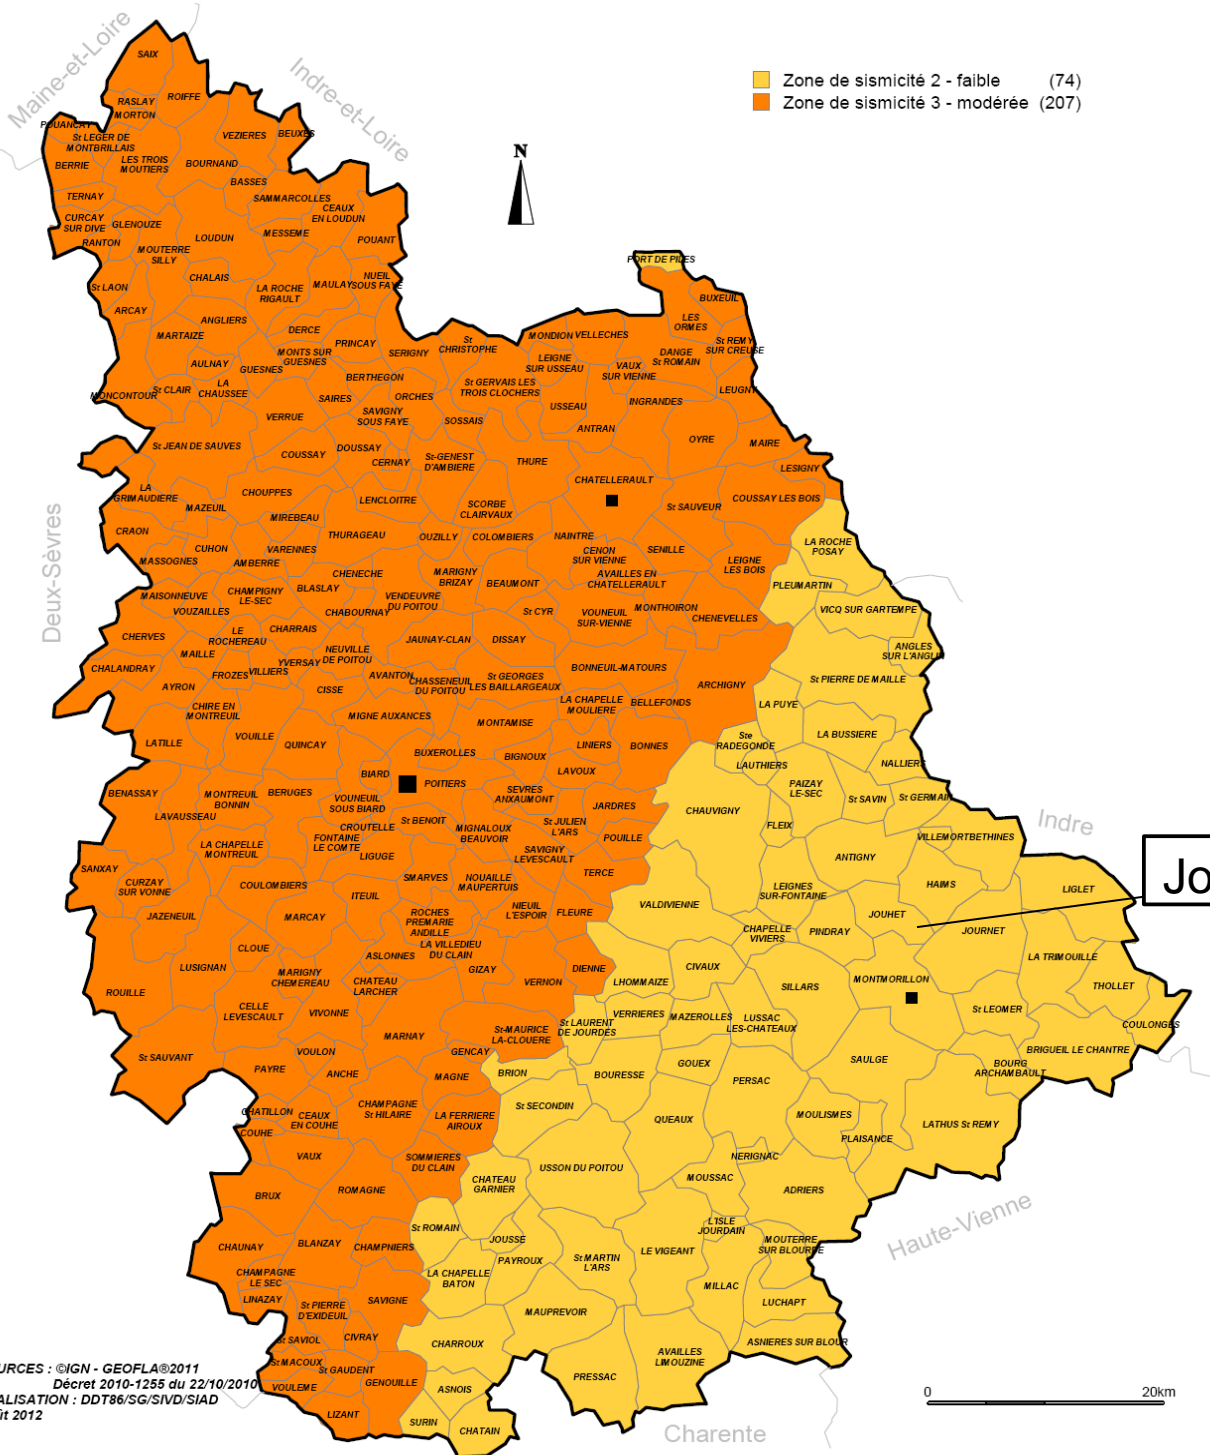 Maine-et-Loire
Indre-et-Loire
Zone de sismicité 2 - faible (74)
Zone de sismicité 3 - modérée (207)
N
SAIX
RASLAY
ROIFFE
MORTON
POUANCAY
St LEGER DE
MONTBRILLAIS
VEZIERES
BEUXES
BERRIE
LES TROIS
MOUTIERS
BOURNAND
BASSES
TERNAY
SAMMARCOLLES
CEAUX
EN LOUDUN
CURCAY
SUR DIVE
GLENOUZE
RANTON
MOUTERRE
SILLY
LOUDUN
MESSEME
POUANT
St LAON
CHALAIS
LA ROCHE
RIGAULT
MAULAY
NUEIL
SOUS FAYE
PORT DE PILES
BUXEUIL
ARCAY
ANGLIERS
MARTAIZE
DERCE
PRINCAY
MONTS SUR
GUESNES
SERIGNY
St
CHRISTOPHE
MONDION
VELLECHES
LES
ORMES
St REMY
SUR CREUSE
AULNAY
GUESNES
BERTHEGON
LEIGNE
SUR USSEAU
VAUX
SUR VIENNE
DANGE
St ROMAIN
MONCONTOUR
St CLAIR
LA
CHAUSSEE
SAIRES
ORCHES
St GERVAIS LES
TROIS CLOCHERS
USSEAU
INGRANDES
LEUGNY
VERRUE
SAVIGNY
SOUS FAYE
SOSSAIS
ANTRAN
OYRE
MAIRE
St JEAN DE SAUVES
COUSSAY
DOUSSAY
CERNAY
St-GENEST
D'AMBIERE
THURE
CHATELLERAULT
LESIGNY
LA
GRIMAUDIERE
MAZEUIL
CHOUPPES
MIREBEAU
LENCLOITRE
SCORBE
CLAIRVAUX
St SAUVEUR
COUSSAY LES BOIS
CRAON
CUHON
VARENNES
THURAGEAU
OUZILLY
COLOMBIERS
NAINTRE
CENON
SUR VIENNE
SENILLE
LEIGNE
LES BOIS
LA ROCHE
POSAY
MASSOGNES
AMBERRE
CHENECHE
MARIGNY
BRIZAY
BEAUMONT
AVAILLES EN
CHATELLERAULT
PLEUMARTIN
MAISONNEUVE
VOUZAILLES
CHAMPIGNY
LE-SEC
BLASLAY
CHABOURNAY
VENDEUVRE
DU POITOU
St CYR
VOUNEUIL
SUR-VIENNE
MONTHOIRON
CHENEVELLES
VICQ SUR GARTEMPE
Deux-Sèvres
CHERVES
LE
ROCHEREAU
CHARRAIS
NEUVILLE
DE POITOU
JAUNAY-CLAN
DISSAY
ANGLES
SUR L'ANGLIN
CHALANDRAY
MAILLE
FROZES
VILLIERS
YVERSAY
AVANTON
CHASSENEUIL
DU POITOU
St GEORGES
LES BAILLARGEAUX
BONNEUIL-MATOURS
ARCHIGNY
St PIERRE DE MAILLE
AYRON
CISSE
CHIRE EN
MONTREUIL
MIGNE AUXANCES
MONTAMISE
LA CHAPELLE
MOULIERE
BELLEFONDS
LA PUYE
LATILLE
VOUILLE
QUINCAY
BUXEROLLES
BIGNOUX
LINIERS
BONNES
Ste
RADEGONDE
LA BUSSIERE
LAUTHIERS
NALLIERS
BIARD
POITIERS
LAVOUX
BENASSAY
LAVAUSSEAU
MONTREUIL
BONNIN
BERUGES
VOUNEUIL
SOUS BIARD
SEVRES
ANXAUMONT
JARDRES
CHAUVIGNY
PAIZAY
LE-SEC
St SAVIN
St GERMAIN
CROUTELLE
FONTAINE
LE COMTE
St BENOIT
MIGNALOUX
BEAUVOIR
St JULIEN
L'ARS
POUILLE
FLEIX
VILLEMORT
BETHINES
Indre
LA CHAPELLE
MONTREUIL
LIGUGE
SAVIGNY
LEVESCAULT
ANTIGNY
SANXAY
CURZAY
SUR VONNE
COULOMBIERS
SMARVES
NOUAILLE
MAUPERTUIS
TERCE
LEIGNES
SUR-FONTAINE
HAIMS
LIGLET
Jo
JAZENEUIL
MARCAY
ITEUIL
ROCHES
PREMARIE
ANDILLE
NIEUIL
L'ESPOIR
FLEURE
VALDIVIENNE
JOUHET
CLOUE
ASLONNES
LA VILLEDIEU
DU CLAIN
CHAPELLE
VIVIERS
PINDRAY
JOURNET
LUSIGNAN
MARIGNY
CHEMEREAU
CHATEAU
LARCHER
GIZAY
VERNON
DIENNE
LHOMMAIZE
CIVAUX
SILLARS
MONTMORILLON
LA TRIMOUILLE
ROUILLE
CELLE
LEVESCAULT
VIVONNE
THOLLET
VERRIERES
MAZEROLLES
LUSSAC
LES-CHATEAUX
St LEOMER
COULONGES
St SAUVANT
MARNAY
St-MAURICE
LA-CLOUERE
St LAURENT
DE JOURDES
VOULON
GENCAY
GOUEX
SAULGE
BRIGUEIL LE CHANTRE
PAYRE
ANCHE
MAGNE
BRION
BOURESSE
PERSAC
BOURG
ARCHAMBAULT
CHATILLON
CEAUX
EN COUHE
CHAMPAGNE
St HILAIRE
LA FERRIERE
AIROUX
St SECONDIN
QUEAUX
MOULISMES
LATHUS St REMY
COUHE
PLAISANCE
VAUX
SOMMIERES
DU CLAIN
USSON DU POITOU
NERIGNAC
BRUX
ROMAGNE
CHATEAU
GARNIER
MOUSSAC
ADRIERS
Haute-Vienne
CHAUNAY
BLANZAY
CHAMPNIERS
St ROMAIN
JOUSSE
L'ISLE
JOURDAIN
MOUTERRE
SUR BLOURDE
CHAMPAGNE
LE SEC
LA CHAPELLE
BATON
PAYROUX
St MARTIN
L'ARS
LE VIGEANT
MILLAC
LINAZAY
St PIERRE
D'EXIDEUIL
SAVIGNE
MAUPREVOIR
LUCHAPT
St SAVIOL
CIVRAY
CHARROUX
ASNIERES SUR BLOUR
St MACOUX
St GAUDENT
AVAILLES
LIMOUZINE
VOULEME
GENOUILLE
ASNOIS
PRESSAC
LIZANT
SURIN
CHATAIN
Charente
0 20km
URCES : ©IGN - GEOFLA®2011
Décret 2010-1255 du 22/10/2010
ALISATION : DDT86/SG/SIVD/SIAD
ût 2012